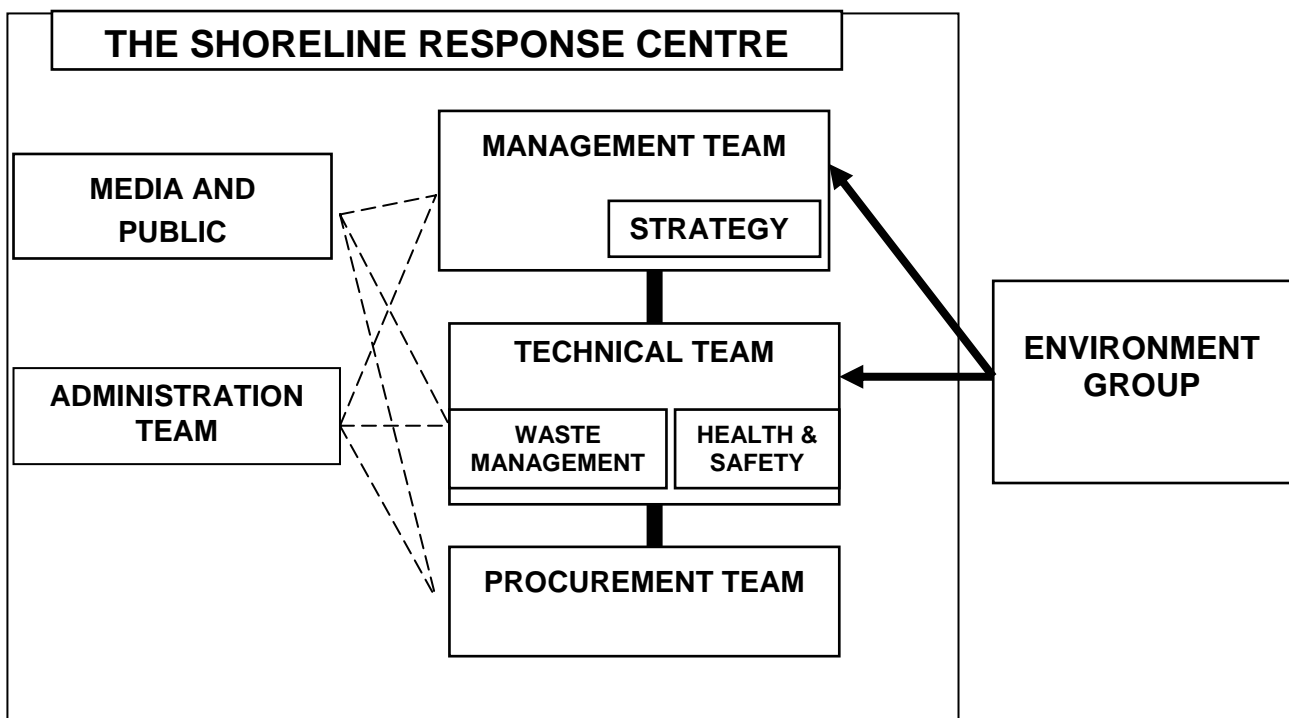 THE SHORELINE RESPONSE CENTRE
MEDIA AND
PUBLIC
ADMINISTRATION
TEAM
MANAGEMENT TEAM
STRATEGY
TECHNICAL TEAM
WASTE
MANAGEMENT
HEALTH &
SAFETY
PROCUREMENT TEAM
ENVIRONMENT
GROUP